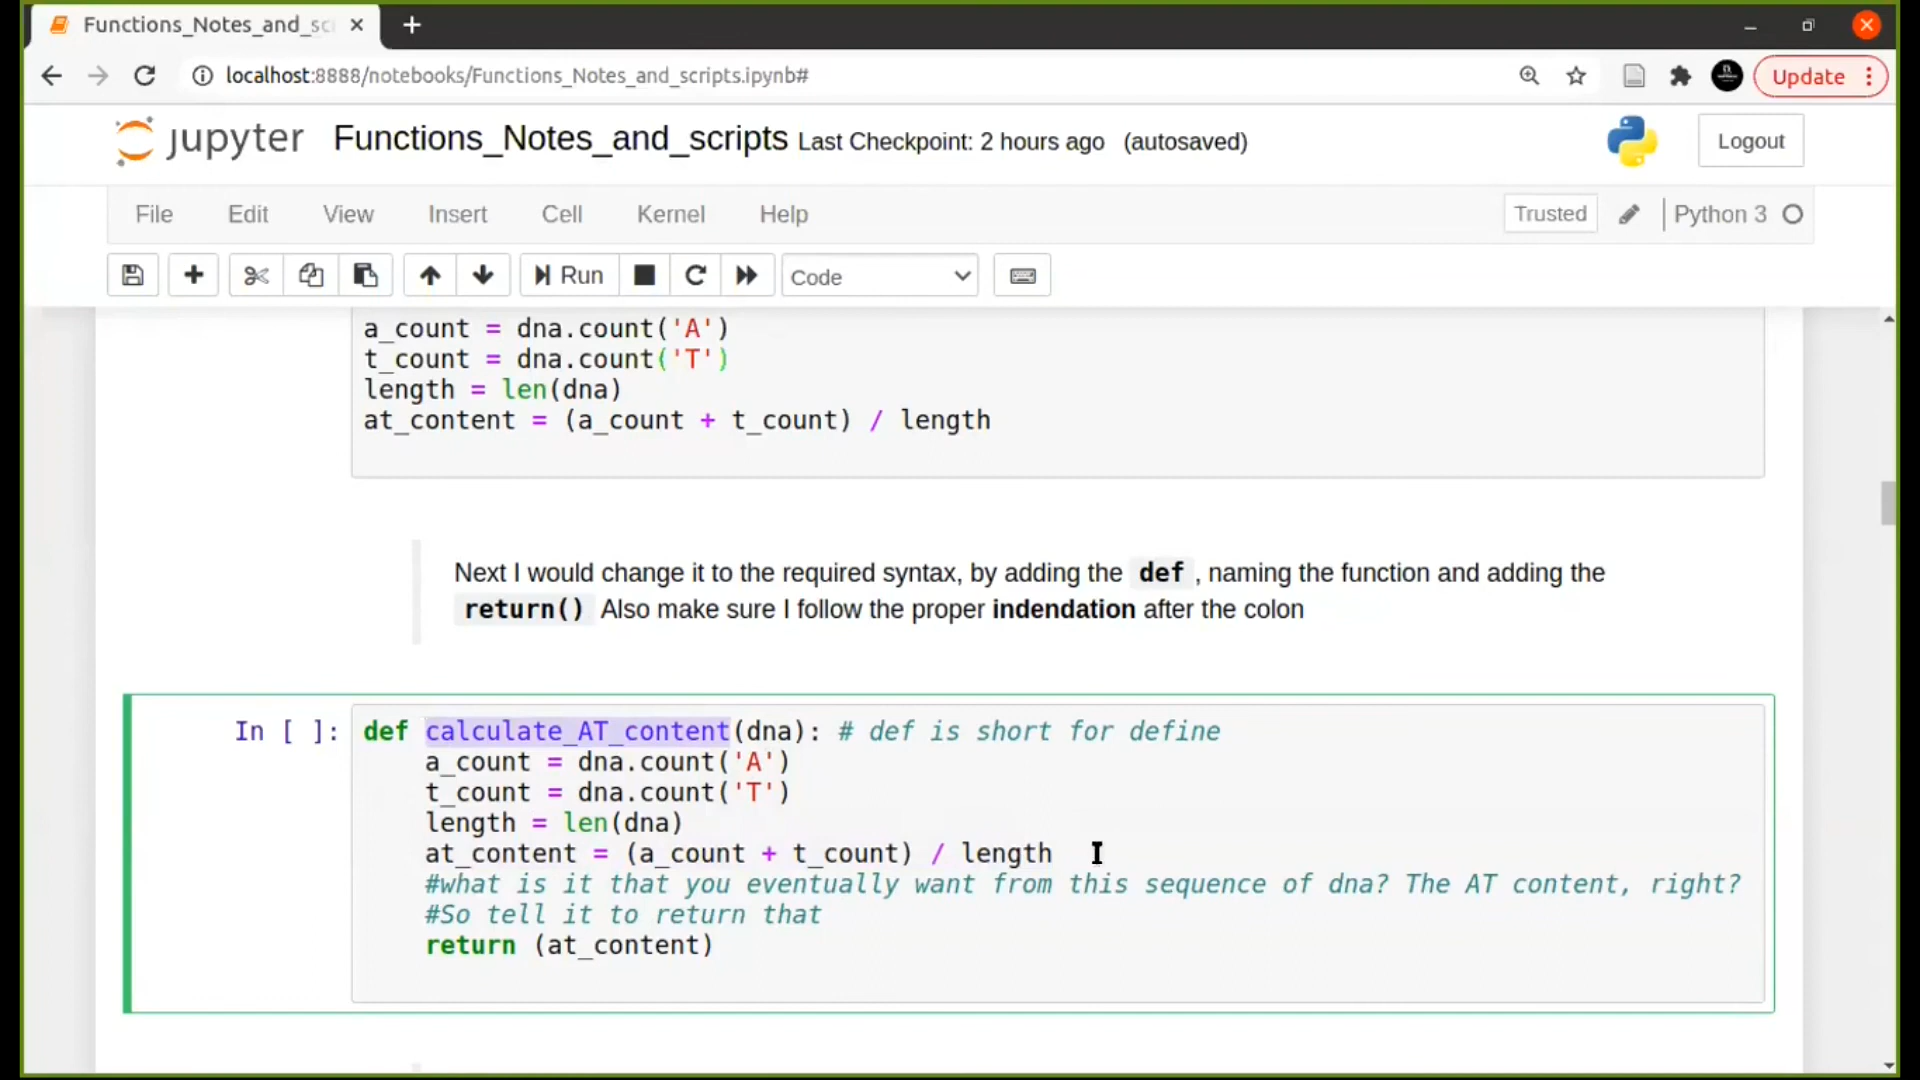 Functions_Notes_and_sc
localhost:8888/notebooks/Functions_Notes_and_scripts.ipynb#
Update
jupyter Functions_Notes_and_scripts Last Checkpoint: 2 hours ago (autosaved)
Logout
File Edit View Insert Cell Kernel Help
Trusted
Python 3
Run
Code
a_count = dna.count('A')
t_count = dna.count('T')
length = len(dna)
at_content = (a_count + t_count) / length
Next I would change it to the required syntax, by adding the def , naming the function and adding the
return() Also make sure I follow the proper indendation after the colon
In [ ]: def calculate_AT_content(dna): # def is short for define
a_count = dna.count('A')
t_count = dna.count('T')
length = len(dna)
at_content = (a_count + t_count) / length
#what is it that you eventually want from this sequence of dna? The AT content, right?
#So tell it to return that
return (at_content)